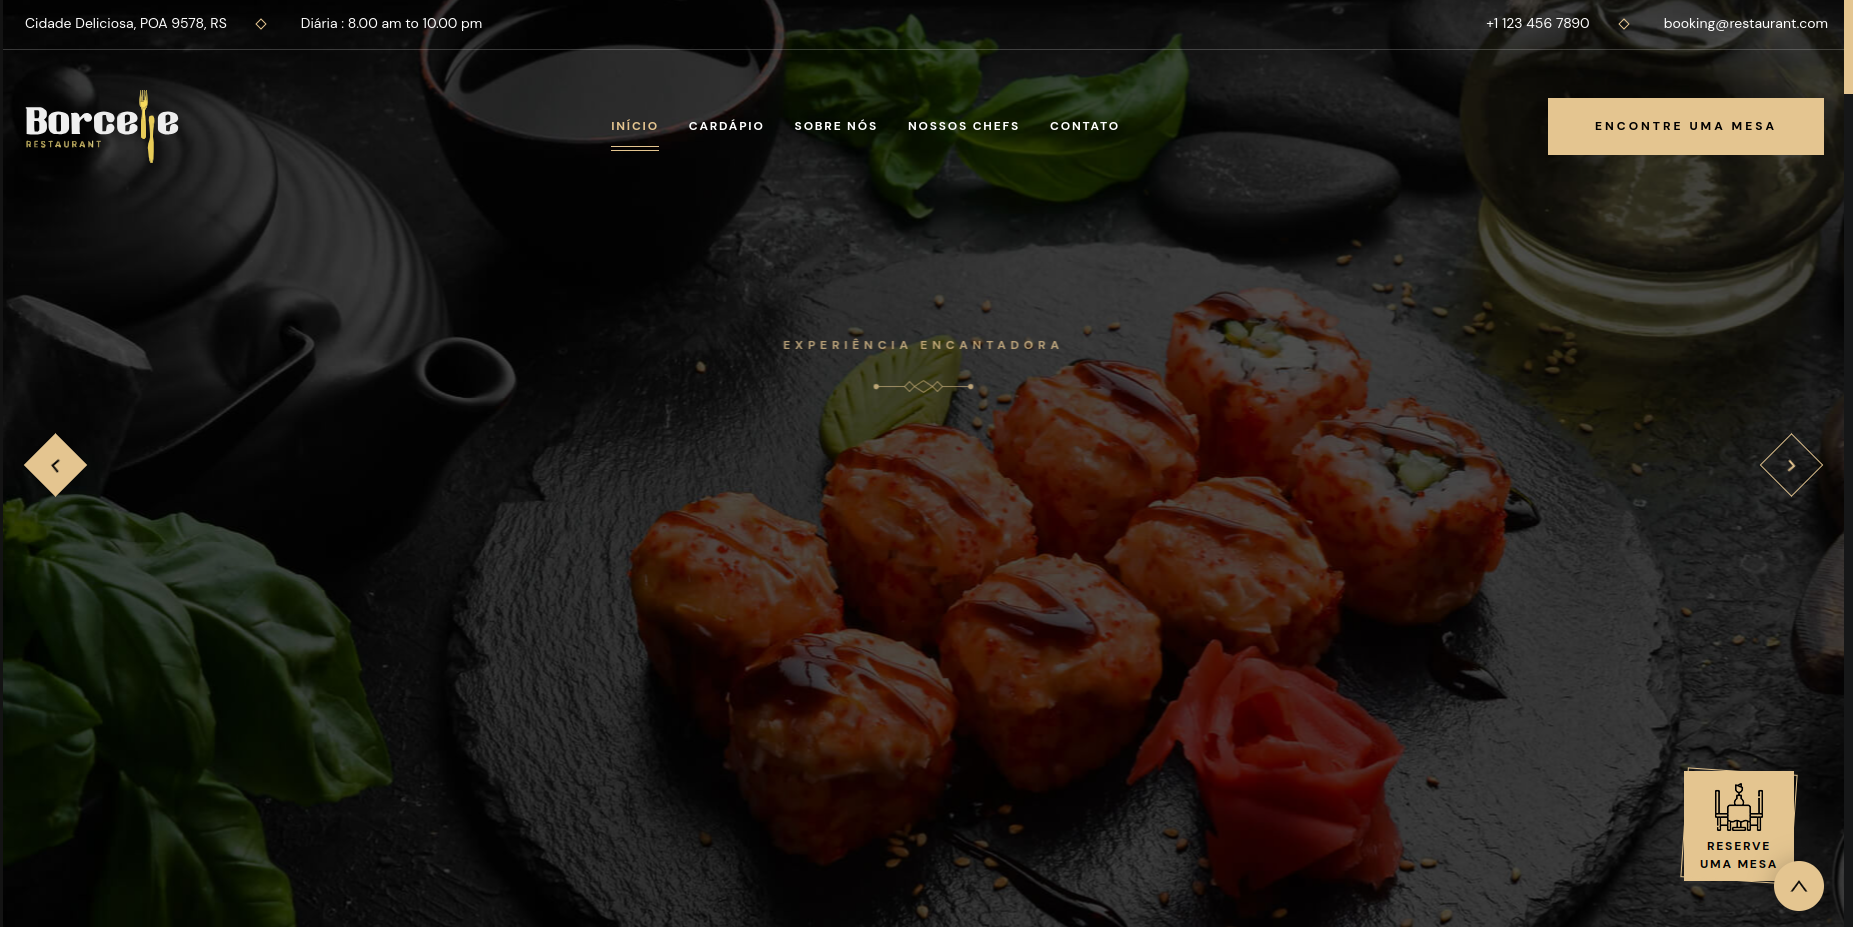 Cidade Deliciosa, POA 9578, RS
Diária : 8.00 am to 10.00 pm
+1 123 456 7890
booking@restaurant.com
Borcelle
RESTAURANT
INÍCIO
CARDÁPIO
SOBRE NÓS
NOSSOS CHEFS
CONTATO
ENCONTRE UMA MESA
EXPERIÊNCIA ENCANTADORA
RESERVE
UMA MESA